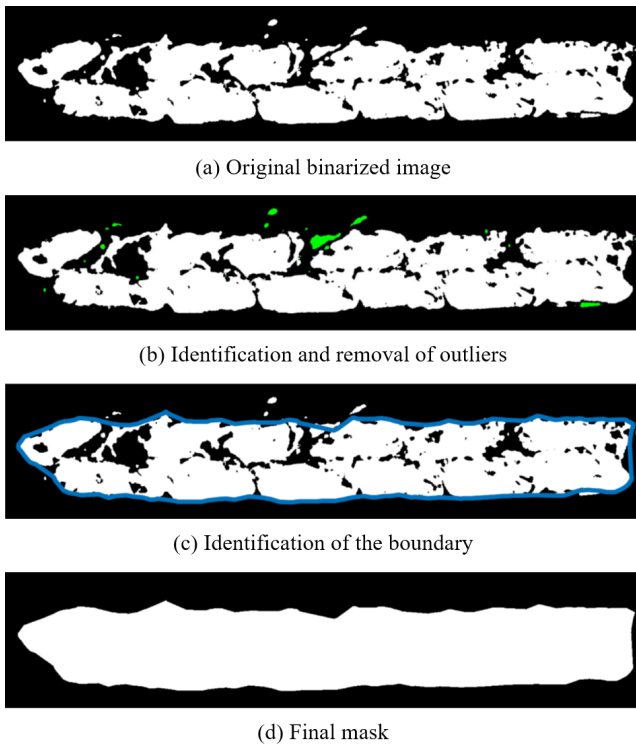 (a) Original binarized image
(b) Identification and removal of outliers
(c) Identification of the boundary
(d) Final mask